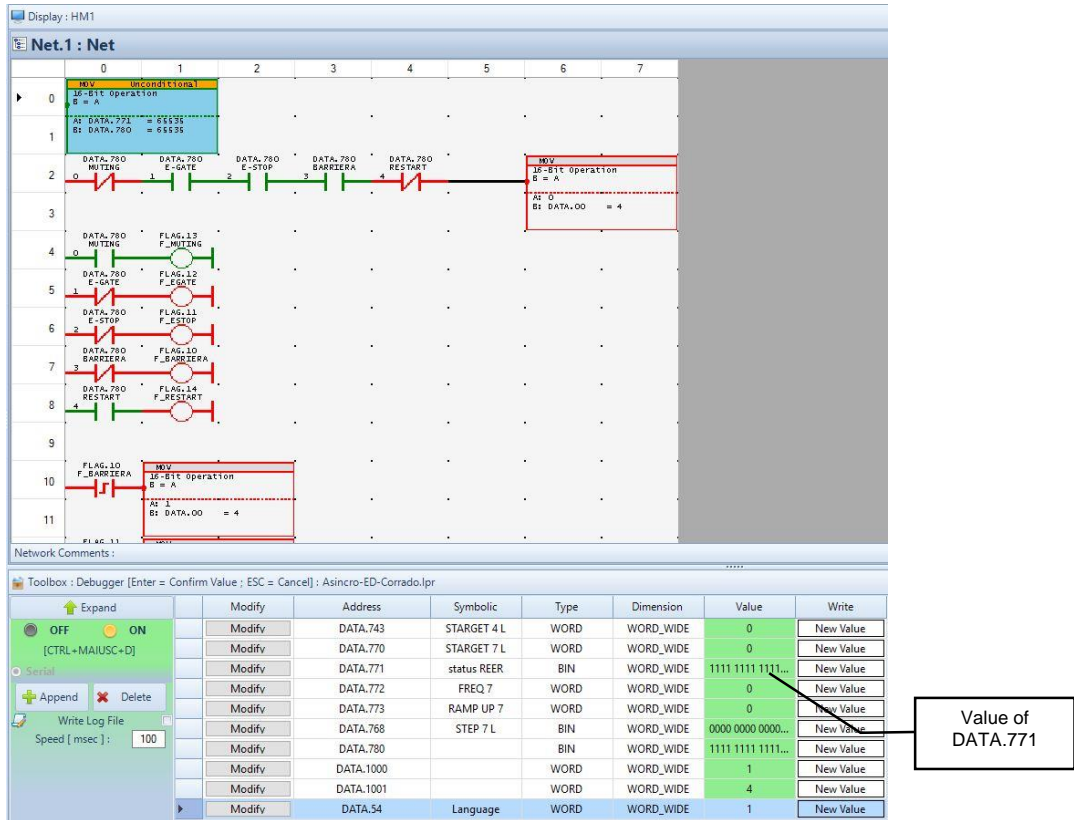 Display : HM1
Net.1 : Net
0 1 2 3 4 5 6 7
0
MOV Unconditional
16-Bit Operation
B = A
A: DATA.771 = 65535
B: DATA.780 = 65535
1
DATA.780 DATA.780 DATA.780 DATA.780 DATA.780
MUTING E-GATE E-STOP BARRIERA RESTART
2
0 1 2 3 4
MOV
16-Bit Operation
B = A
A: 0
B: DATA.00 = 4
3
DATA.780 FLAG.13
MUTING F_MUTING
4 0
DATA.780 FLAG.12
E-GATE F_EGATE
5 1
DATA.780 FLAG.11
E-STOP F_ESTOP
6 2
DATA.780 FLAG.10
BARRIERA F_BARRIERA
7 3
DATA.780 FLAG.14
RESTART F_RESTART
8 4
9
FLAG.10
F_BARRIERA
10
MOV
16-Bit Operation
B = A
A: 1
B: DATA.00 = 4
11
FLAG.11 MOV
Network Comments :
Toolbox : Debugger [Enter = Confirm Value ; ESC = Cancel] : Asincro-ED-Corrado.lpr
Expand
OFF ON
[CTRL+MAIUSC+D]
Serial
Append Delete
Write Log File
Speed [ msec ] : 100
Modify Address Symbolic Type Dimension Value Write
Modify DATA.743 STARGET 4 L WORD WORD_WIDE 0 New Value
Modify DATA.770 STARGET 7 L WORD WORD_WIDE 0 New Value
Modify DATA.771 status REER BIN WORD_WIDE 1111 1111 1111... New Value
Modify DATA.772 FREQ 7 WORD WORD_WIDE 0 New Value
Modify DATA.773 RAMP UP 7 WORD WORD_WIDE 0 New Value
Modify DATA.768 STEP 7 L BIN WORD_WIDE 0000 0000 0000... New Value
Modify DATA.780 BIN WORD_WIDE 1111 1111 1111... New Value
Modify DATA.1000 WORD WORD_WIDE 1 New Value
Modify DATA.1001 WORD WORD_WIDE 4 New Value
Modify DATA.54 Language WORD WORD_WIDE 1 New Value
Value of
DATA.771